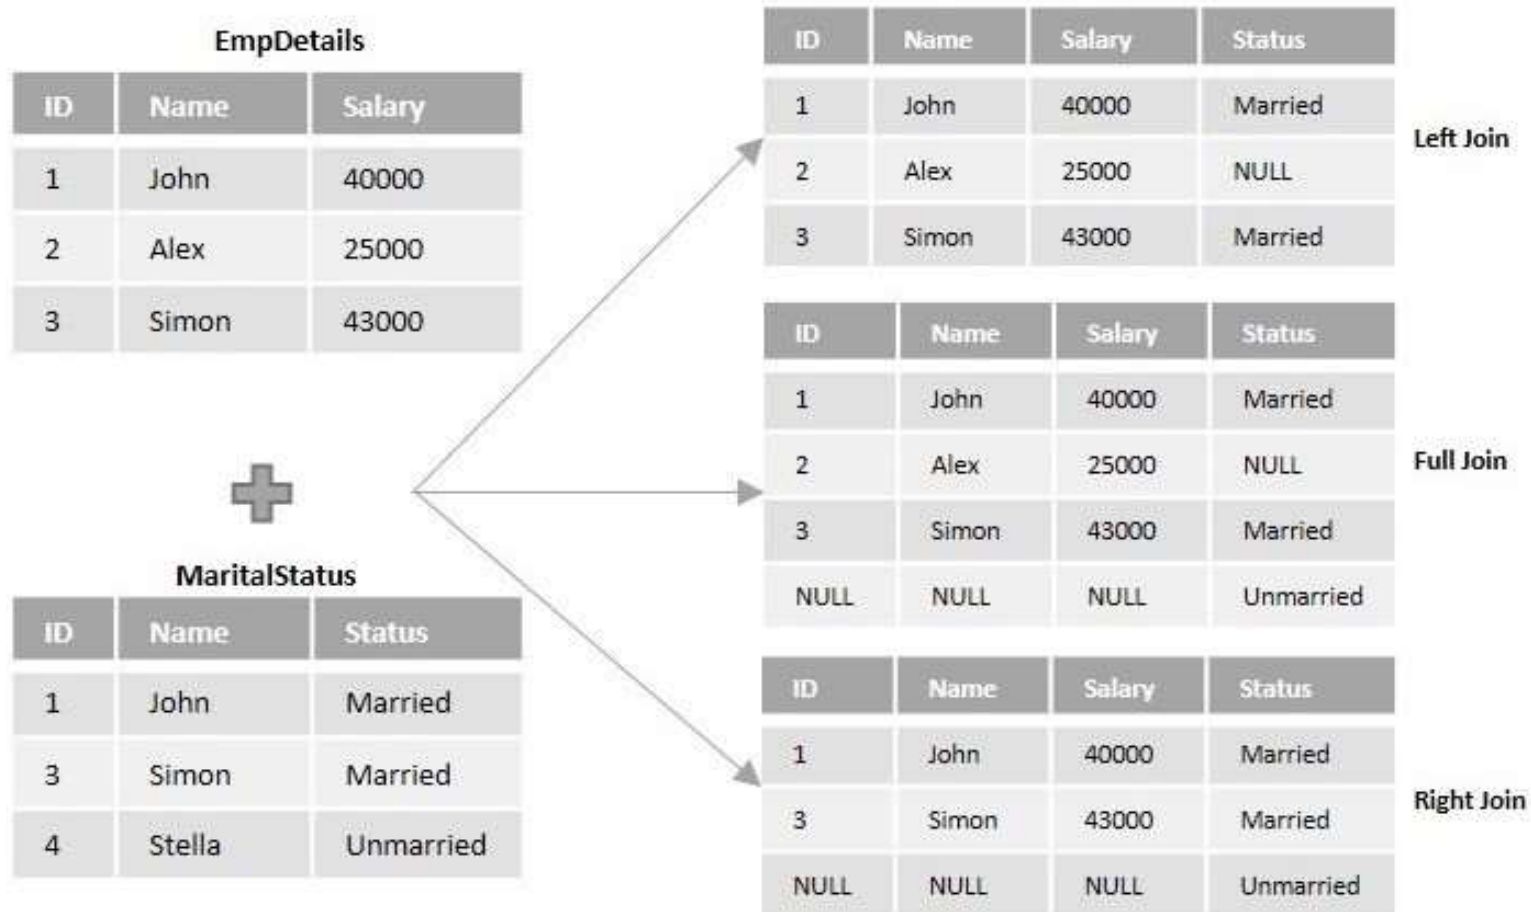 EmpDetails
ID Name Salary
1 John 40000
2 Alex 25000
3 Simon 43000
MaritalStatus
ID Name Status
1 John Married
3 Simon Married
4 Stella Unmarried
ID Name Salary Status
1 John 40000 Married
2 Alex 25000 NULL
3 Simon 43000 Married
Left Join
ID Name Salary Status
1 John 40000 Married
2 Alex 25000 NULL
3 Simon 43000 Married
NULL NULL NULL Unmarried
Full Join
ID Name Salary Status
1 John 40000 Married
3 Simon 43000 Married
NULL NULL NULL Unmarried
Right Join